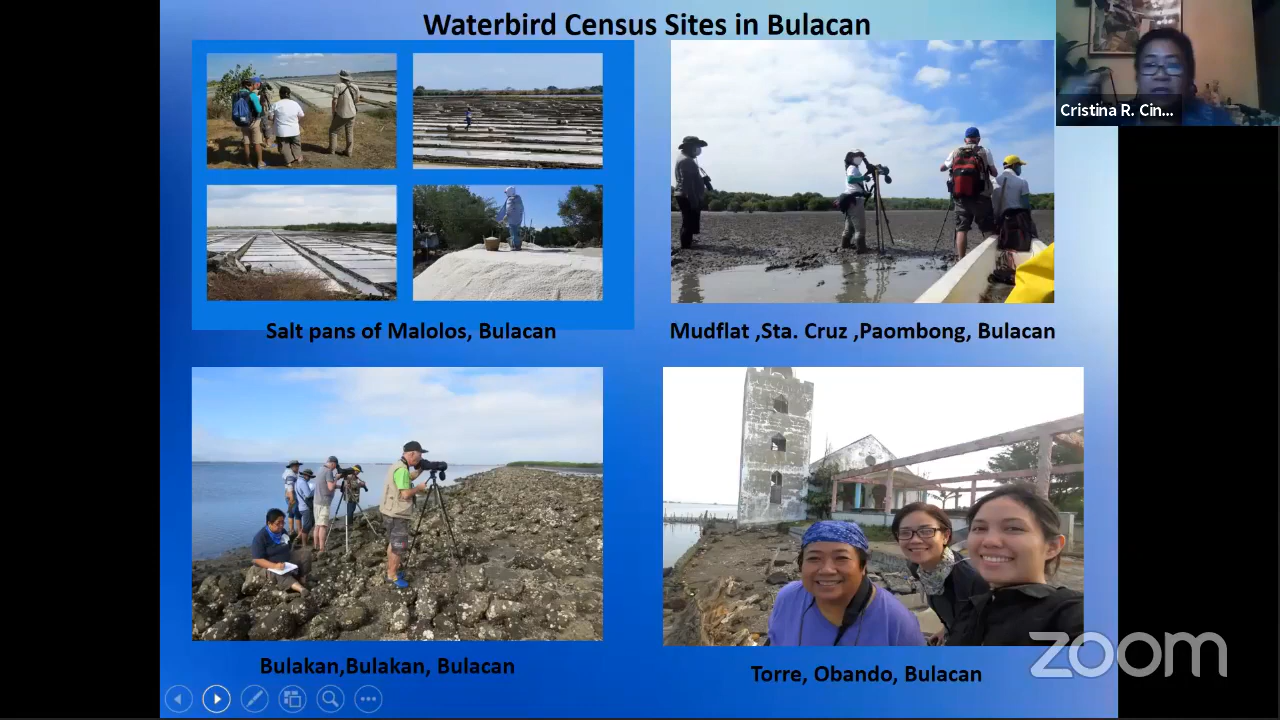 Waterbird Census Sites in Bulacan
Cristina R. Cin...
Salt pans of Malolos, Bulacan
Mudflat ,Sta. Cruz ,Paombong, Bulacan
Bulakan,Bulakan, Bulacan
Torre, Obando, Bulacan
zoom